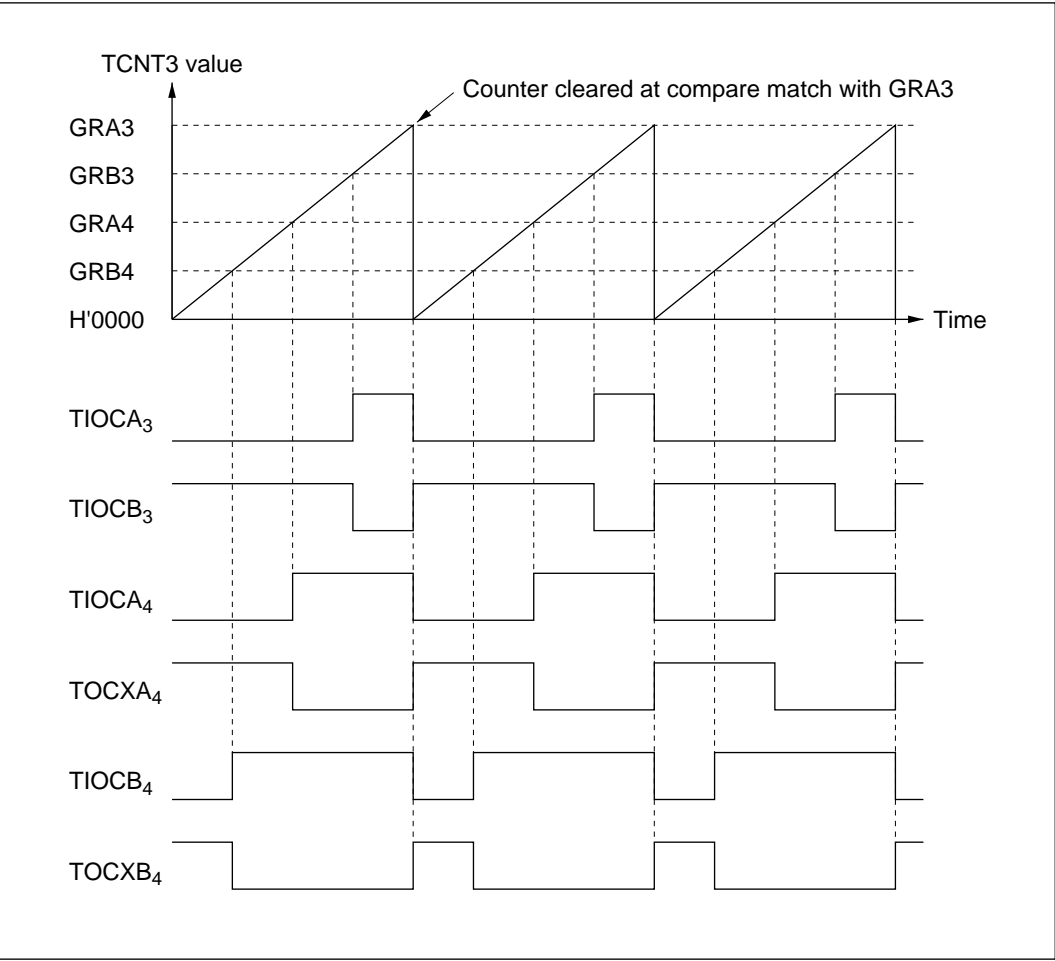 TCNT3 value
Counter cleared at compare match with GRA3
GRA3
GRB3
GRA4
GRB4
H'0000
Time
TIOCA₃
TIOCB₃
TIOCA₄
TOCXA₄
TIOCB₄
TOCXB₄